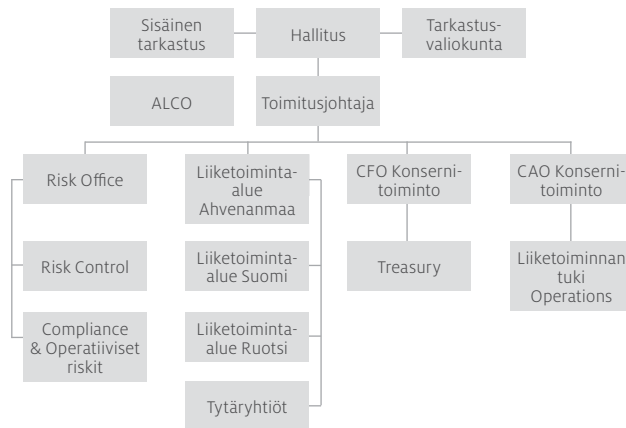 Sisäinen
tarkastus
Hallitus
Tarkastus-
valiokunta
ALCO
Toimitusjohtaja
Risk Office
Liiketoiminta-
alue
Ahvenanmaa
CFO Konserni-
toiminto
CAO Konserni-
toiminto
Risk Control
Liiketoiminta-
alue Suomi
Treasury
Liiketoiminnan
tuki
Operations
Compliance
& Operatiiviset
riskit
Liiketoiminta-
alue Ruotsi
Tytäryhtiöt